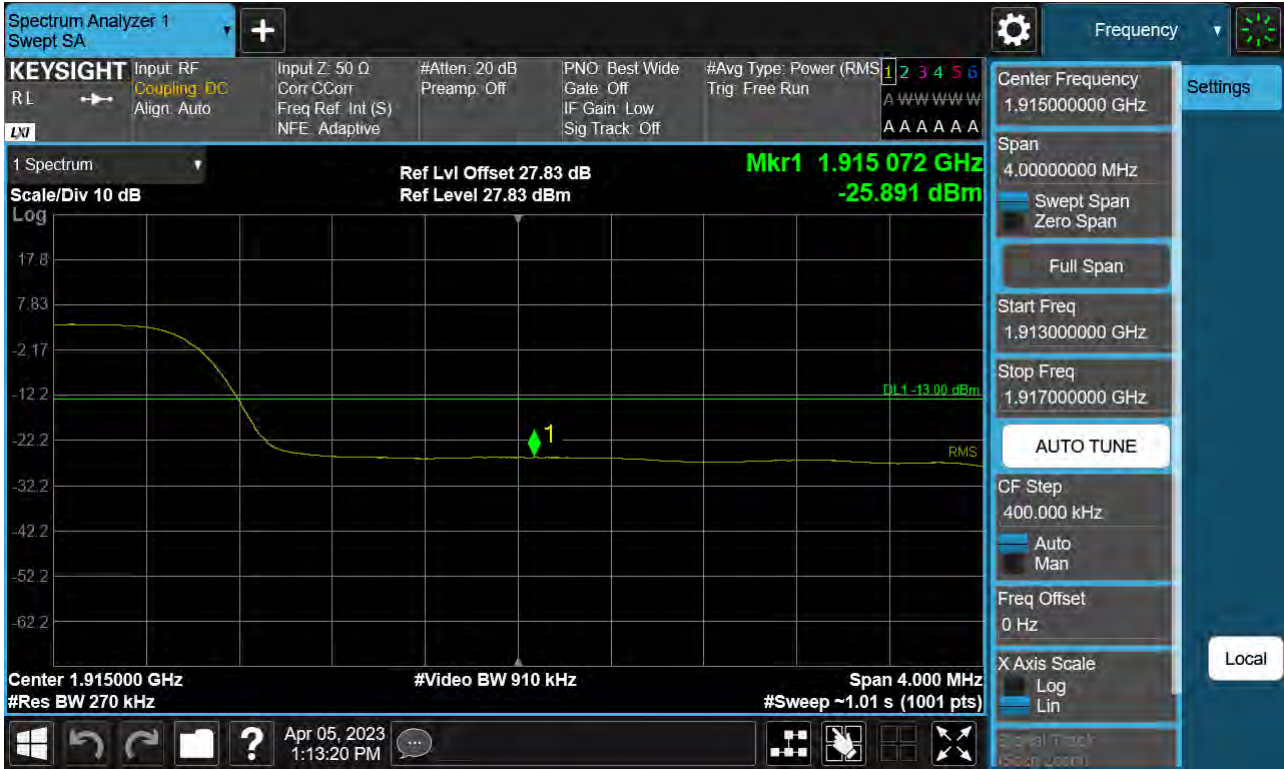 Spectrum Analyzer 1
Swept SA
+
Frequency
KEYSIGHT
RL
LXI
Input: RF
Coupling: DC
Align: Auto
Input Z: 50 Ω
Corr CCorr
Freq Ref: Int (S)
NFE: Adaptive
#Atten: 20 dB
Preamp: Off
PNO: Best Wide
Gate: Off
IF Gain: Low
Sig Track: Off
#Avg Type: Power (RMS
Trig: Free Run
1 2 3 4 5 6
A W W W W W
A A A A A A
1 Spectrum
Scale/Div 10 dB
Ref Lvl Offset 27.83 dB
Ref Level 27.83 dBm
Mkr1 1.915 072 GHz
-25.891 dBm
Log
17.8
7.83
-2.17
-12.2
DL1 -13.00 dBm
-22.2
1
RMS
-32.2
-42.2
-52.2
-62.2
Center 1.915000 GHz
#Video BW 910 kHz
Span 4.000 MHz
#Res BW 270 kHz
#Sweep ~1.01 s (1001 pts)
Center Frequency
1.915000000 GHz
Settings
Span
4.00000000 MHz
Swept Span
Zero Span
Full Span
Start Freq
1.913000000 GHz
Stop Freq
1.917000000 GHz
AUTO TUNE
CF Step
400.000 kHz
Auto
Man
Freq Offset
0 Hz
X Axis Scale
Log
Lin
Local
?
Apr 05, 2023
1:13:20 PM